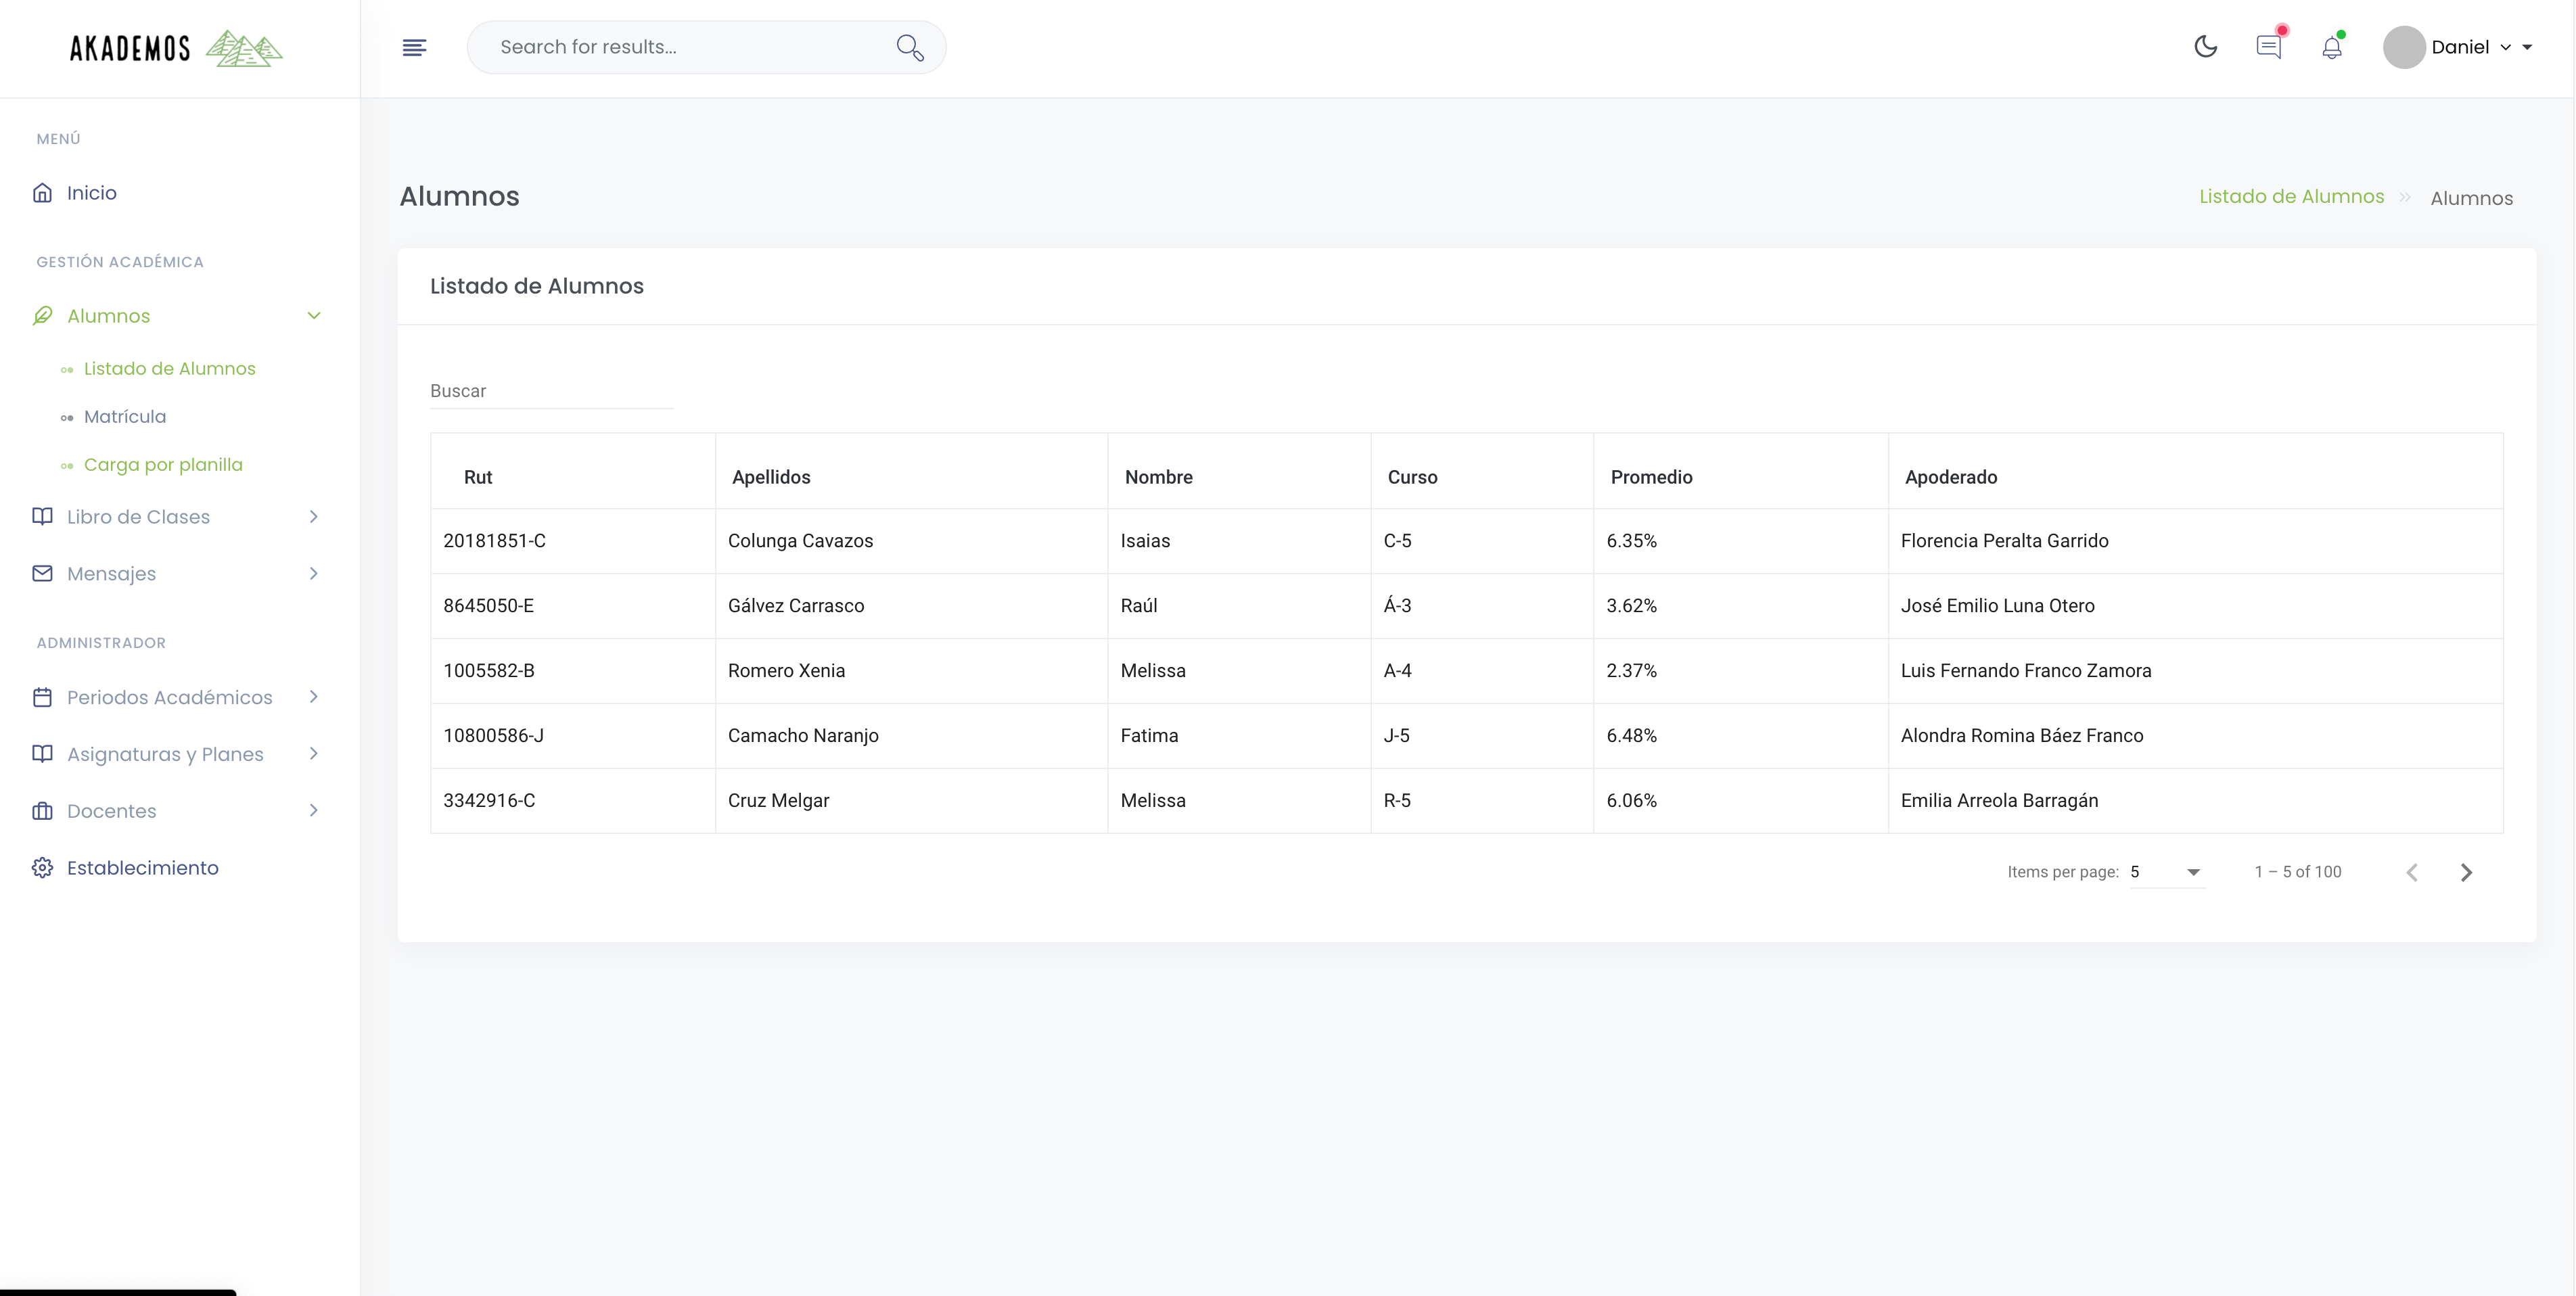 AKADEMOS
Search for results...
Daniel
MENÚ
Inicio
GESTIÓN ACADÉMICA
Alumnos
Listado de Alumnos
Matrícula
Carga por planilla
Libro de Clases
Mensajes
ADMINISTRADOR
Periodos Académicos
Asignaturas y Planes
Docentes
Establecimiento
Alumnos
Listado de Alumnos » Alumnos
Listado de Alumnos
Buscar
Rut Apellidos Nombre Curso Promedio Apoderado
20181851-C Colunga Cavazos Isaias C-5 6.35% Florencia Peralta Garrido
8645050-E Gálvez Carrasco Raúl Á-3 3.62% José Emilio Luna Otero
1005582-B Romero Xenia Melissa A-4 2.37% Luis Fernando Franco Zamora
10800586-J Camacho Naranjo Fatima J-5 6.48% Alondra Romina Báez Franco
3342916-C Cruz Melgar Melissa R-5 6.06% Emilia Arreola Barragán
Items per page: 5 1 – 5 of 100